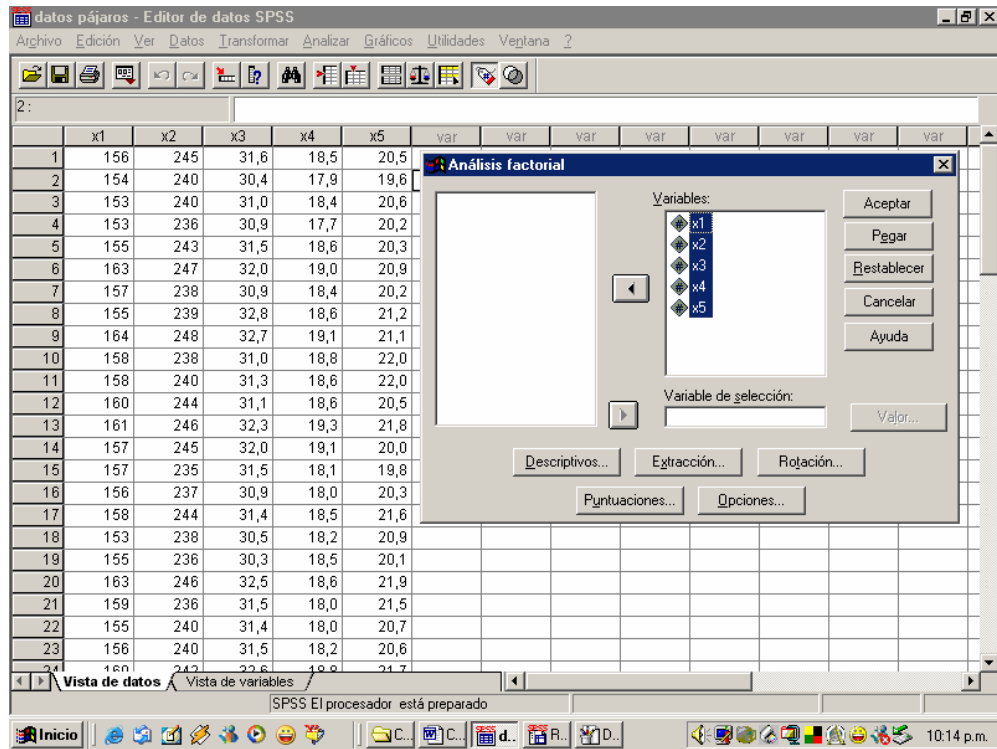 datos pájaros - Editor de datos SPSS
Archivo Edición Ver Datos Transformar Analizar Gráficos Utilidades Ventana ?
2 :
x1 x2 x3 x4 x5 var var var var var var var var
1 156 245 31,6 18,5 20,5
2 154 240 30,4 17,9 19,6
3 153 240 31,0 18,4 20,6
4 153 236 30,9 17,7 20,2
5 155 243 31,5 18,6 20,3
6 163 247 32,0 19,0 20,9
7 157 238 30,9 18,4 20,2
8 155 239 32,8 18,6 21,2
9 164 248 32,7 19,1 21,1
10 158 238 31,0 18,8 22,0
11 158 240 31,3 18,6 22,0
12 160 244 31,1 18,6 20,5
13 161 246 32,3 19,3 21,8
14 157 245 32,0 19,1 20,0
15 157 235 31,5 18,1 19,8
16 156 237 30,9 18,0 20,3
17 158 244 31,4 18,5 21,6
18 153 238 30,5 18,2 20,9
19 155 236 30,3 18,5 20,1
20 163 246 32,5 18,6 21,9
21 159 236 31,5 18,0 21,5
22 155 240 31,4 18,0 20,7
23 156 240 31,5 18,2 20,6
Análisis factorial
Variables:
x1
x2
x3
x4
x5
Aceptar
Pegar
Restablecer
Cancelar
Ayuda
Variable de selección:
Valor...
Descriptivos... Extracción... Rotación...
Puntuaciones... Opciones...
Vista de datos Vista de variables
SPSS El procesador está preparado
Inicio C... C... d... R... D... 10:14 p.m.